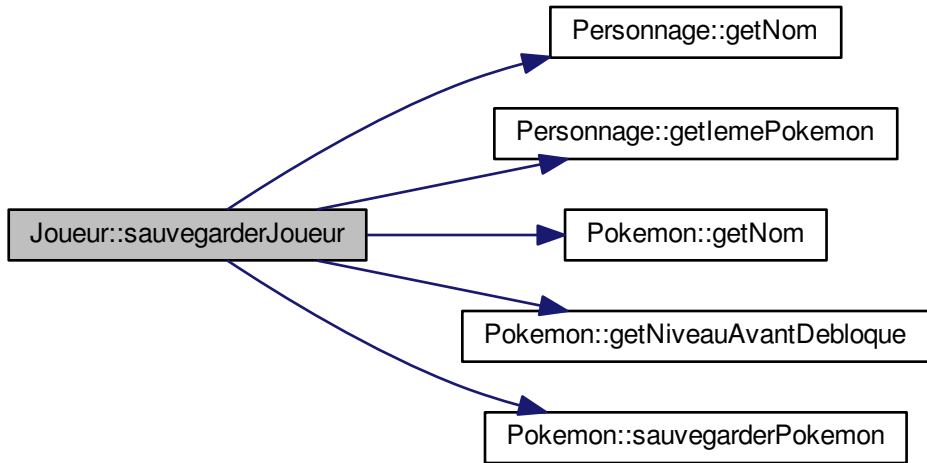 Personnage::getNom
Personnage::getIemePokemon
Joueur::sauvegarderJoueur
Pokemon::getNom
Pokemon::getNiveauAvantDebloque
Pokemon::sauvegarderPokemon